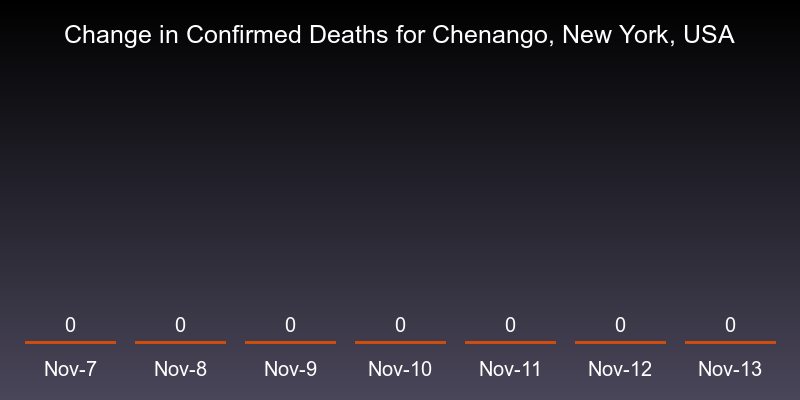 Change in Confirmed Deaths for Chenango, New York, USA
0 0 0 0 0 0 0
Nov-7 Nov-8 Nov-9 Nov-10 Nov-11 Nov-12 Nov-13